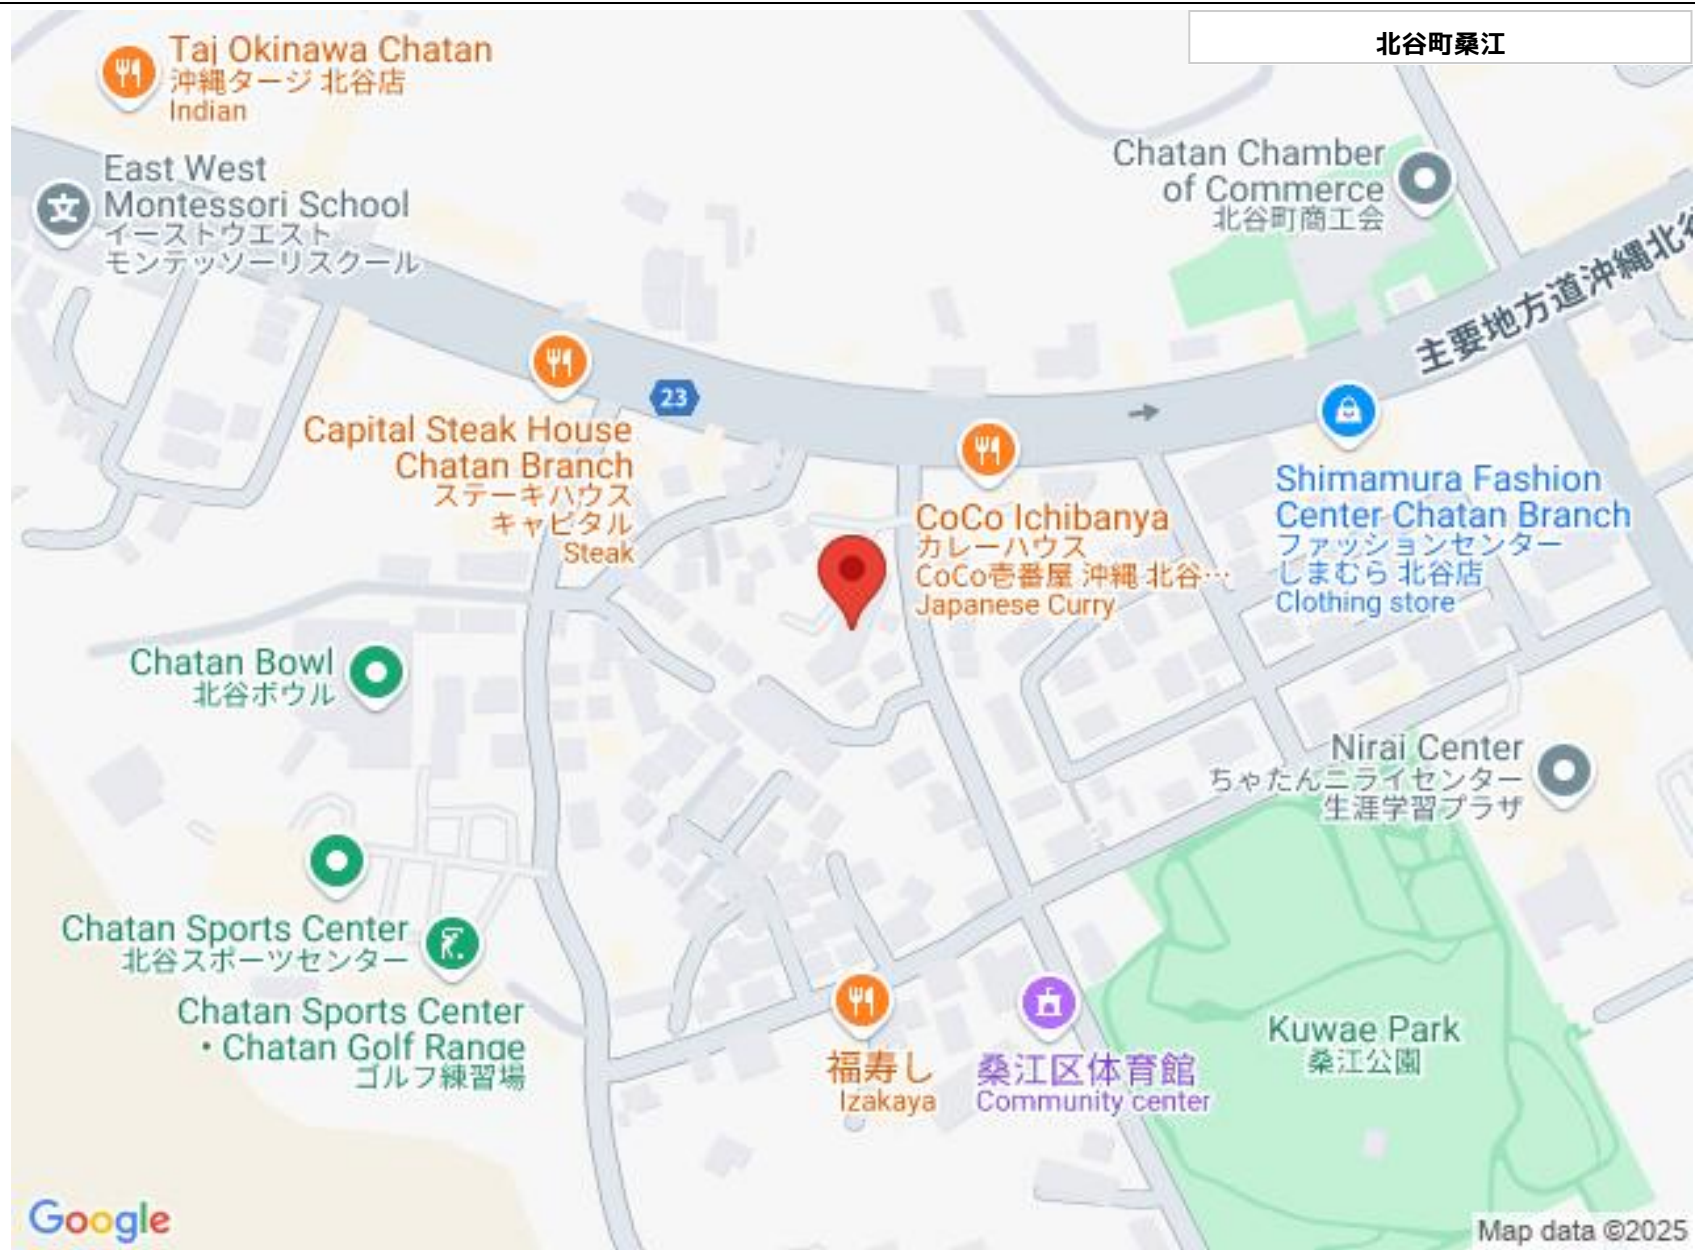 北谷町桑江
Taj Okinawa Chatan
沖縄タージ 北谷店
Indian
East West
Montessori School
イーストウエスト
モンテッソーリスクール
文
Chatan Chamber
of Commerce
北谷町商工会
主要地方道沖縄北谷
23
Capital Steak House
Chatan Branch
ステーキハウス
キャピタル
Steak
CoCo Ichibanya
カレーハウス
CoCo壱番屋 沖縄 北谷…
Japanese Curry
Shimamura Fashion
Center Chatan Branch
ファッションセンター
しまむら 北谷店
Clothing store
Chatan Bowl
北谷ボウル
Nirai Center
ちゃたんニライセンター
生涯学習プラザ
Chatan Sports Center
北谷スポーツセンター
Chatan Sports Center
・Chatan Golf Range
ゴルフ練習場
福寿し
Izakaya
桑江区体育館
Community center
Kuwae Park
桑江公園
Google
Map data ©2025